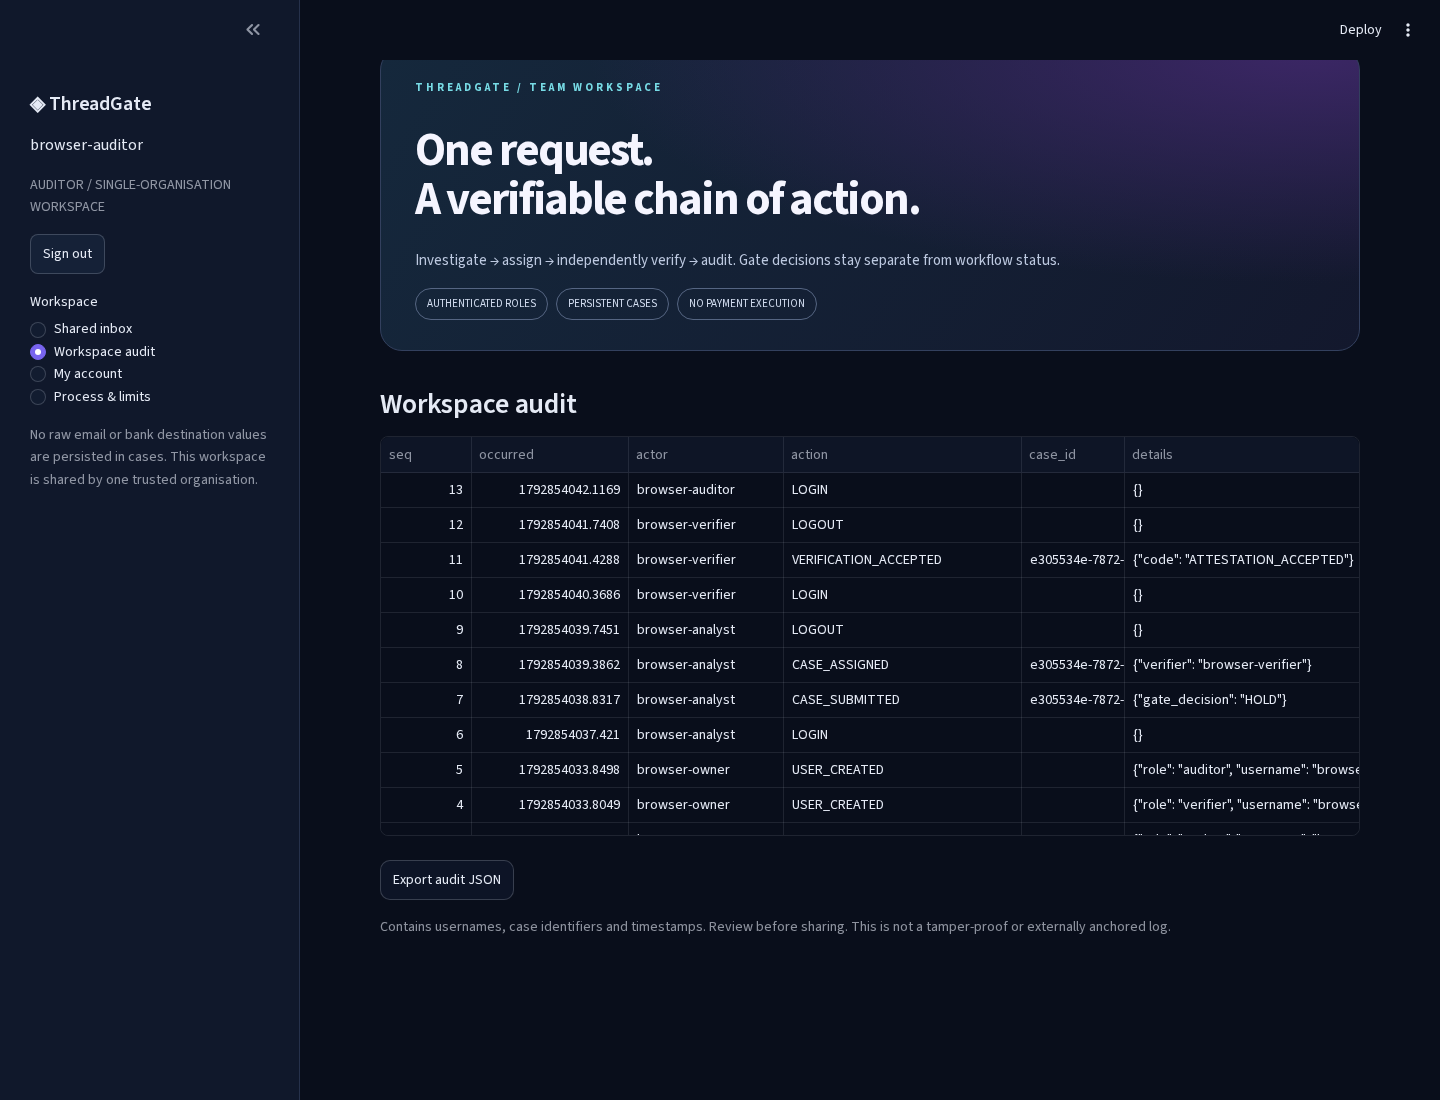 Deploy
◈ ThreadGate
browser-auditor
AUDITOR / SINGLE-ORGANISATION
WORKSPACE
Sign out
Workspace
Shared inbox
Workspace audit
My account
Process & limits
No raw email or bank destination values
are persisted in cases. This workspace
is shared by one trusted organisation.
THREADGATE / TEAM WORKSPACE
One request.
A verifiable chain of action.
Investigate → assign → independently verify → audit. Gate decisions stay separate from workflow status.
AUTHENTICATED ROLES PERSISTENT CASES NO PAYMENT EXECUTION
Workspace audit
seq occurred actor action case_id details
13 1792854042.1169 browser-auditor LOGIN {}
12 1792854041.7408 browser-verifier LOGOUT {}
11 1792854041.4288 browser-verifier VERIFICATION_ACCEPTED e305534e-7872- {"code": "ATTESTATION_ACCEPTED"}
10 1792854040.3686 browser-verifier LOGIN {}
9 1792854039.7451 browser-analyst LOGOUT {}
8 1792854039.3862 browser-analyst CASE_ASSIGNED e305534e-7872- {"verifier": "browser-verifier"}
7 1792854038.8317 browser-analyst CASE_SUBMITTED e305534e-7872- {"gate_decision": "HOLD"}
6 1792854037.421 browser-analyst LOGIN {}
5 1792854033.8498 browser-owner USER_CREATED {"role": "auditor", "username": "browse
4 1792854033.8049 browser-owner USER_CREATED {"role": "verifier", "username": "browse
Export audit JSON
Contains usernames, case identifiers and timestamps. Review before sharing. This is not a tamper-proof or externally anchored log.